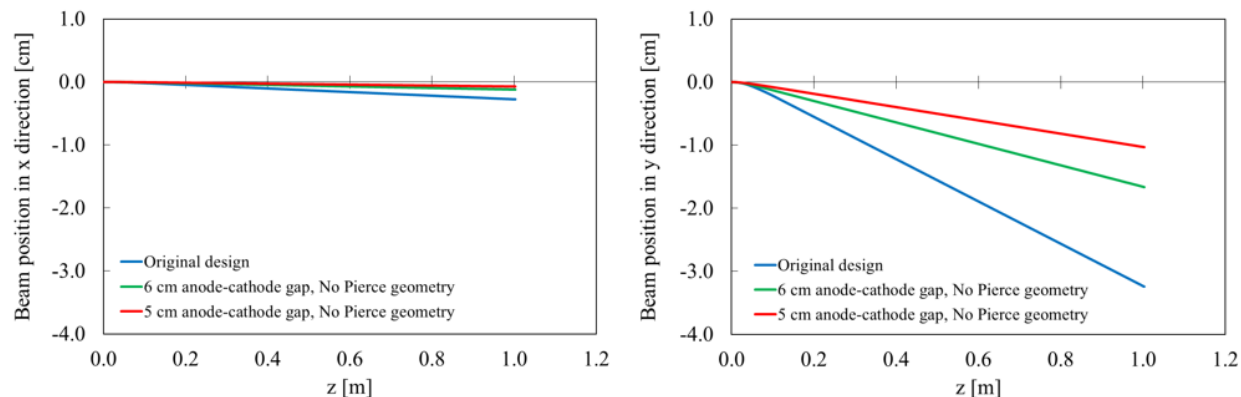 Beam position in x direction [cm]
1.0
0.0
-1.0
-2.0
-3.0
-4.0
Original design
6 cm anode-cathode gap, No Pierce geometry
5 cm anode-cathode gap, No Pierce geometry
0.0 0.2 0.4 0.6 0.8 1.0 1.2
z [m]
Beam position in y direction [cm]
1.0
0.0
-1.0
-2.0
-3.0
-4.0
Original design
6 cm anode-cathode gap, No Pierce geometry
5 cm anode-cathode gap, No Pierce geometry
0.0 0.2 0.4 0.6 0.8 1.0 1.2
z [m]